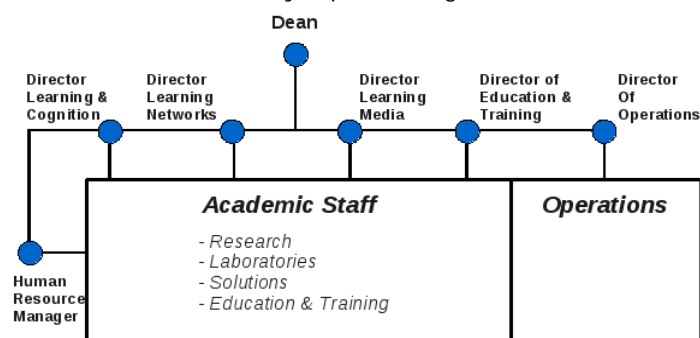 Dean
Director
Learning &
Cognition
Director
Learning
Networks
Director
Learning
Media
Director of
Education &
Training
Director
Of
Operations
Academic Staff
Operations
- Research
- Laboratories
- Solutions
- Education & Training
Human
Resource
Manager